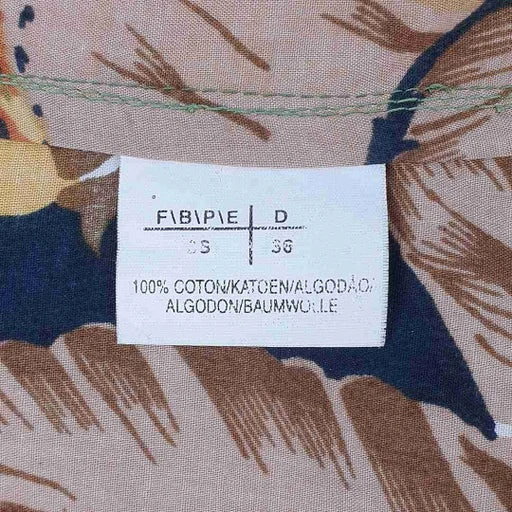 F\B\P\E | D
38 | 36
100% COTON/KATOEN/ALGODÃO/
ALGODON/BAUMWOLLE